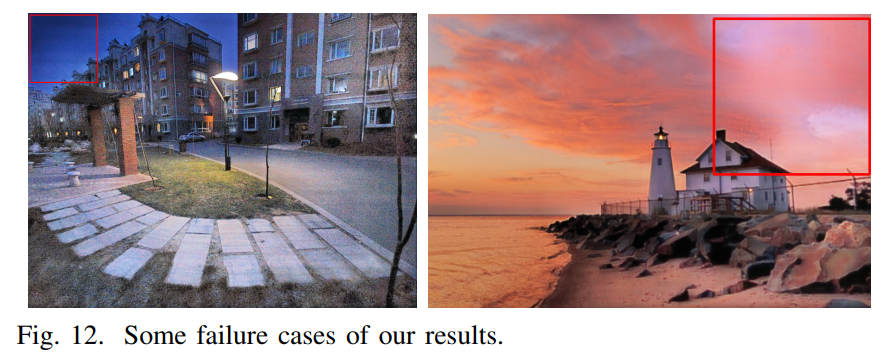 Fig. 12. Some failure cases of our results.